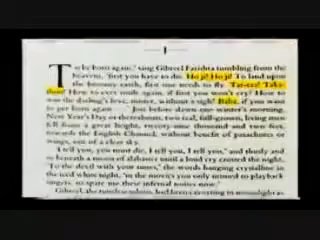 I
To be born again,' sang Gibreel Farishta tumbling from the
heavens, 'first you have to die. Ho ji! Ho ji! To land upon
the bosomy earth, first one needs to fly. Tat-taa! Taka-
thun! How to ever smile again, if first you won't cry? How to
win the darling's love, mister, without a sigh? Baba, if you want
to get born again . . .' Just before dawn one winter's morning,
New Year's Day or thereabouts, two real, full-grown, living men
fell from a great height, twenty-nine thousand and two feet,
towards the English Channel, without benefit of parachutes or
wings, out of a clear sky.
'I tell you, you must die, I tell you, I tell you,' and thusly and
so beneath a moon of alabaster until a loud cry crossed the night,
'To the devil with your tunes,' the words hanging crystalline in
the iced white night, 'in the movies you only mimed to playback
singers, so spare me these infernal noises now.'
Gibreel, the tuneless soloist, had been cavorting in moonlight as